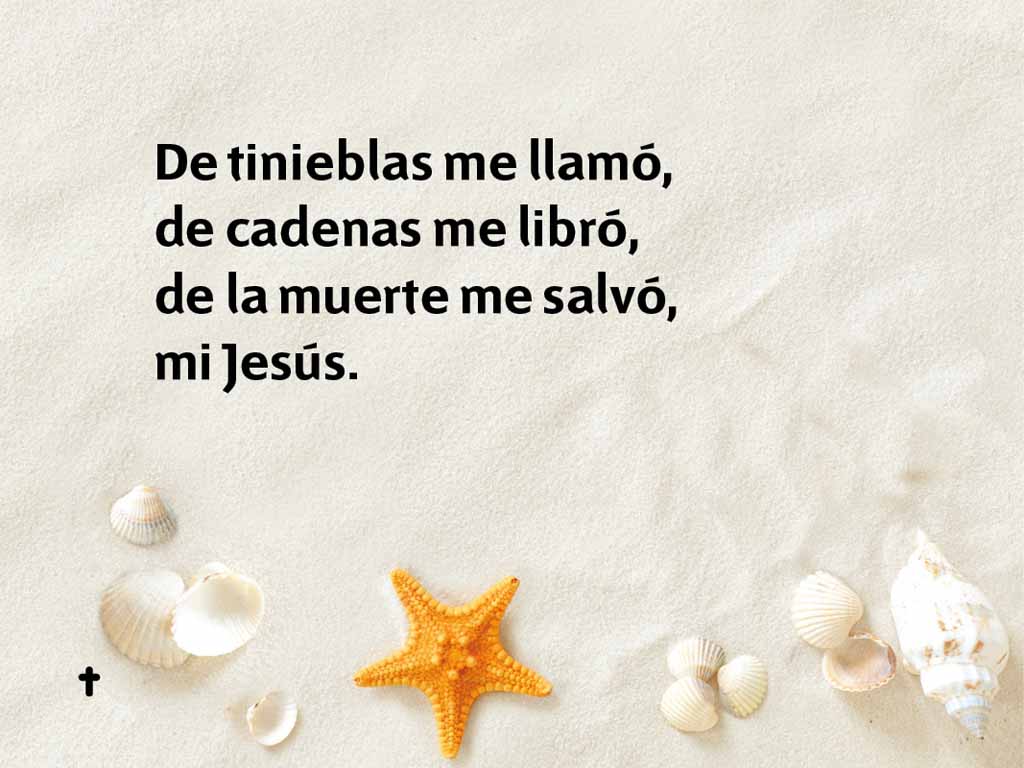 De tinieblas me llamó,
de cadenas me libró,
de la muerte me salvó,
mi Jesús.